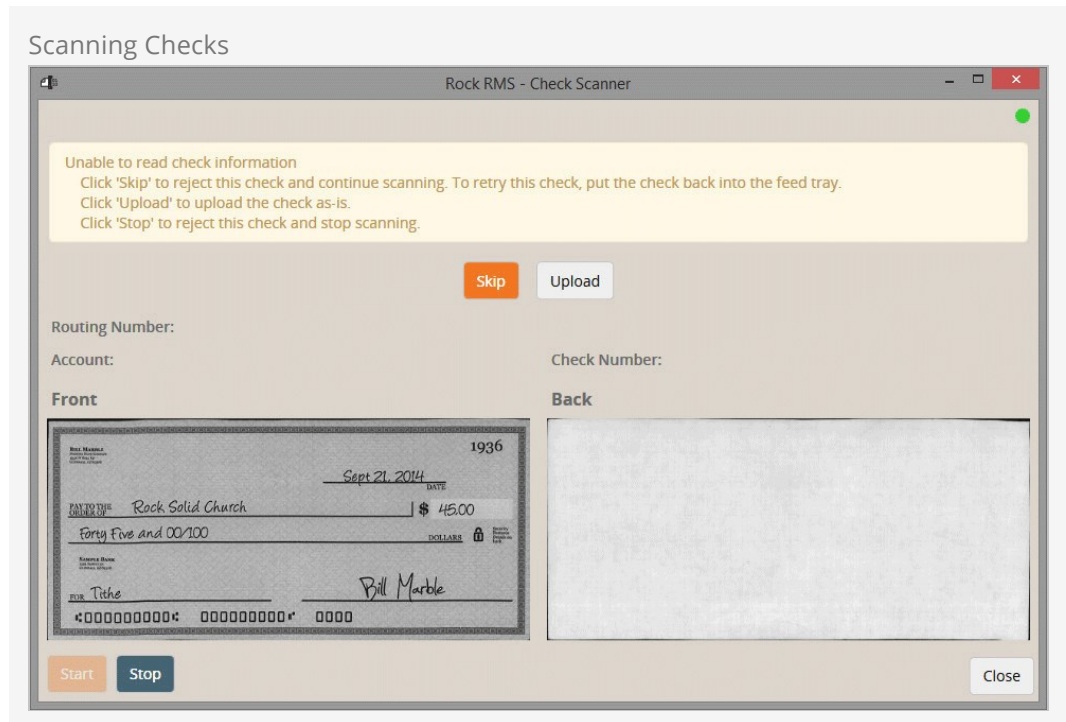 Scanning Checks
Rock RMS - Check Scanner
Unable to read check information
Click 'Skip' to reject this check and continue scanning. To retry this check, put the check back into the feed tray.
Click 'Upload' to upload the check as-is.
Click 'Stop' to reject this check and stop scanning.
Skip Upload
Routing Number:
Account: Check Number:
Front Back
Bill Marble
1936
Sept 21, 2014
DATE
PAY TO THE
ORDER OF Rock Solid Church $ 45.00
Forty Five and 00/100 DOLLARS
Sample Bank
FOR Tithe Bill Marble
⑆000000000⑆ 000000000⑈ 0000
Start Stop Close